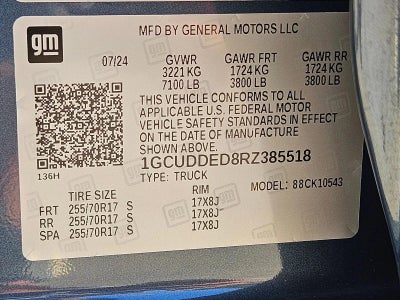 MFD BY GENERAL MOTORS LLC
gm
07/24 GVWR GAWR FRT GAWR RR
3221 KG 1724 KG 1724 KG
7100 LB 3800 LB 3800 LB
THIS VEHICLE CONFORMS TO ALL
APPLICABLE U.S. FEDERAL MOTOR
VEHICLE SAFETY STANDARDS IN EFFECT
ON THE DATE OF MANUFACTURE
SHOWN ABOVE.
1GCUDDED8RZ385518
136H
TYPE: TRUCK
MODEL: 88CK10543
TIRE SIZE RIM
FRT 255/70R17 S 17X8J
RR 255/70R17 S 17X8J
SPA 255/70R17 S 17X8J